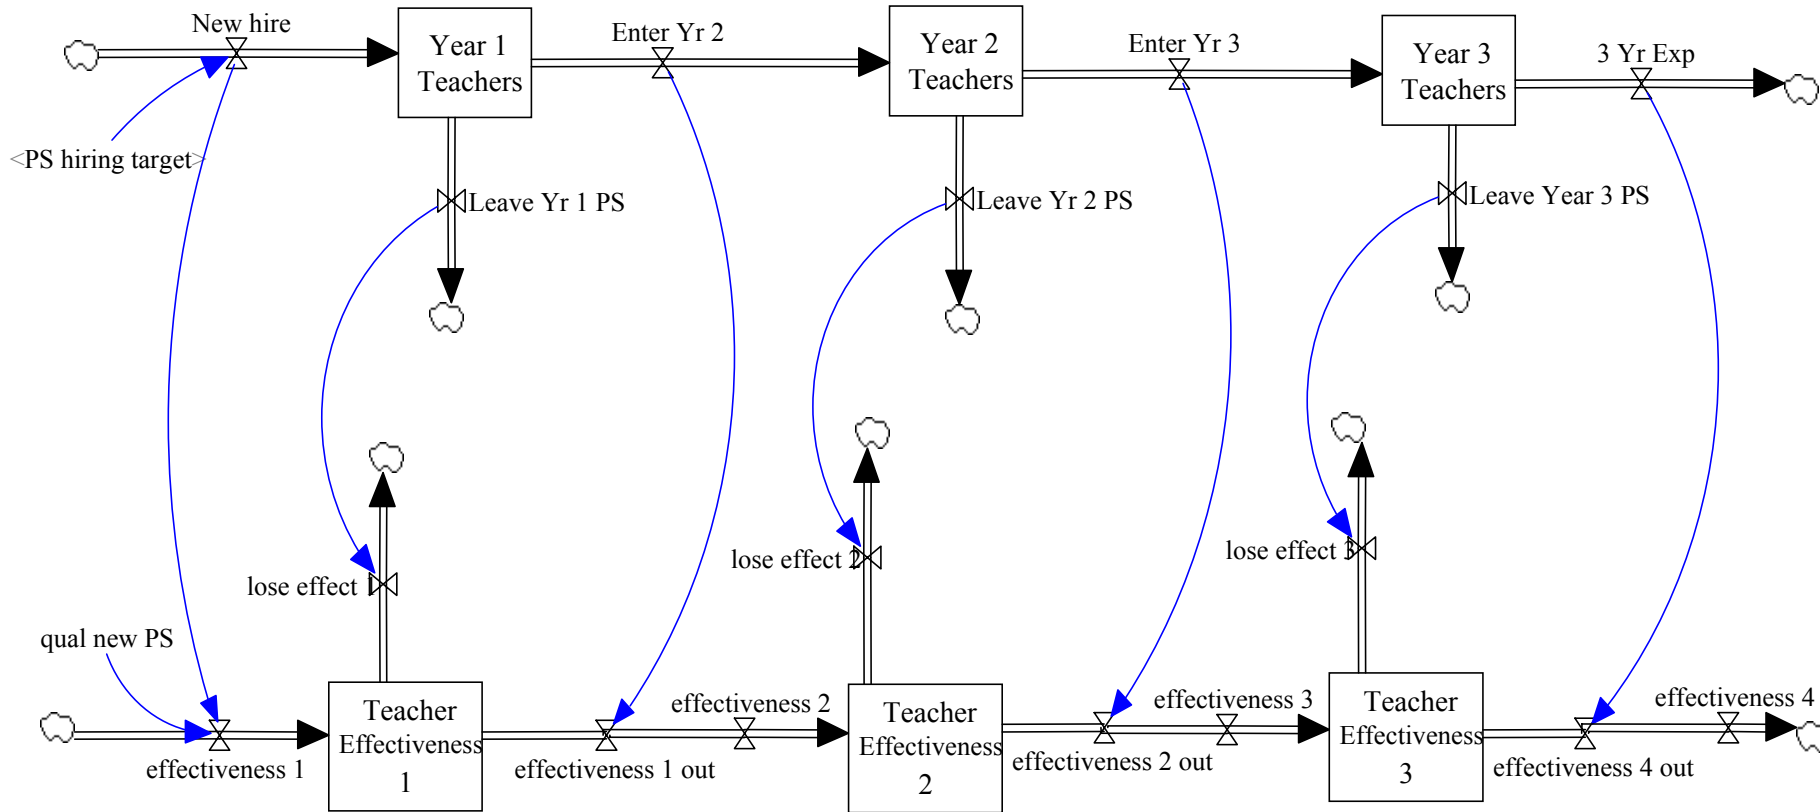 New hire
Year 1
Teachers
Enter Yr 2
Year 2
Teachers
Enter Yr 3
Year 3
Teachers
3 Yr Exp
<PS hiring target>
Leave Yr 1 PS
Leave Yr 2 PS
Leave Year 3 PS
lose effect 1
lose effect 2
lose effect 3
qual new PS
effectiveness 1
Teacher
Effectiveness
1
effectiveness 1 out
effectiveness 2
Teacher
Effectiveness
2
effectiveness 2 out
effectiveness 3
Teacher
Effectiveness
3
effectiveness 4 out
effectiveness 4